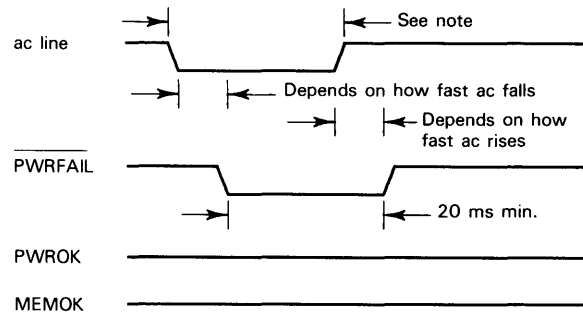 ac line
See note
Depends on how fast ac falls
Depends on how
fast ac rises
PWRFAIL
20 ms min.
PWROK
MEMOK